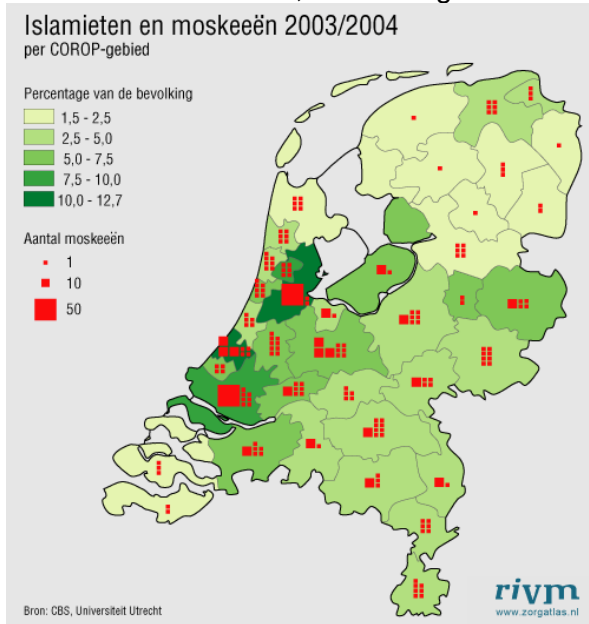 Islamieten en moskeeën 2003/2004
per COROP-gebied
Percentage van de bevolking
1,5 - 2,5
2,5 - 5,0
5,0 - 7,5
7,5 - 10,0
10,0 - 12,7
Aantal moskeeën
1
10
50
Bron: CBS, Universiteit Utrecht
rivm
www.zorgatlas.nl